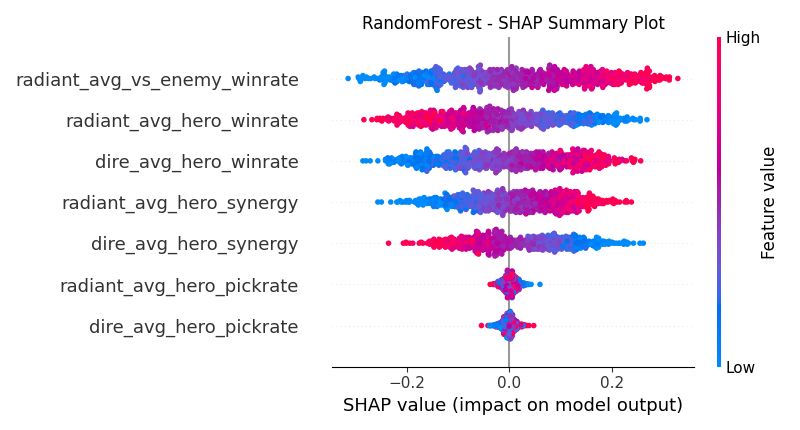 RandomForest - SHAP Summary Plot
High
radiant_avg_vs_enemy_winrate
radiant_avg_hero_winrate
dire_avg_hero_winrate
radiant_avg_hero_synergy
dire_avg_hero_synergy
radiant_avg_hero_pickrate
dire_avg_hero_pickrate
Feature value
Low
−0.2 0.0 0.2
SHAP value (impact on model output)